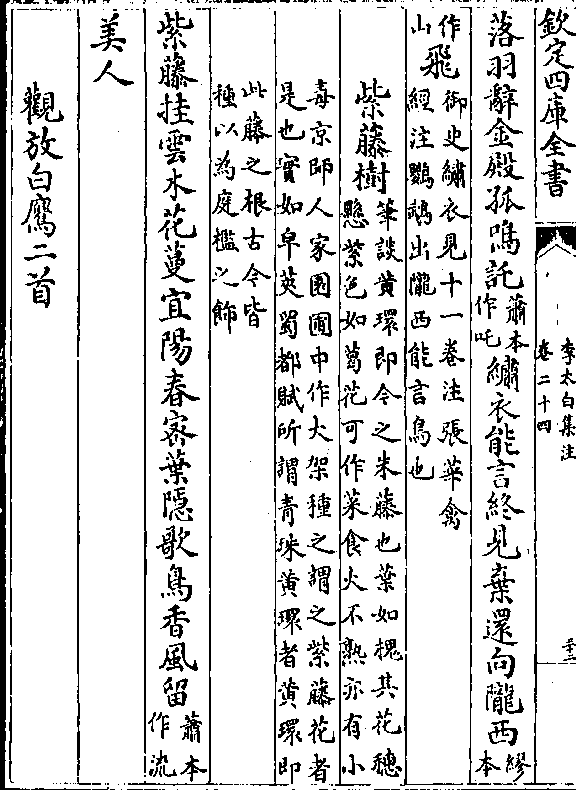 欽定四庫全書
李太白集注
卷二十四
落羽辭金殿孤鳴託蕭本作吒繡衣能言終見棄還向隴西繆本
作山飛御史繡衣見十一卷注張華禽
經注鸚鵡出隴西能言鳥也
紫藤樹筆談黄環即今之朱藤也葉如槐其花穗
懸紫色如葛花可作菜食火不熟亦有小
毒京師人家園圃中作大架種之謂之紫藤花者
是也實如皁莢蜀都賦所謂青珠黄環者黄環即
此藤之根古今皆
種以為庭檻之飾
紫藤挂雲木花蔓宜陽春宻葉隱歌鳥香風留蕭本作流
美人
觀放白鷹二首